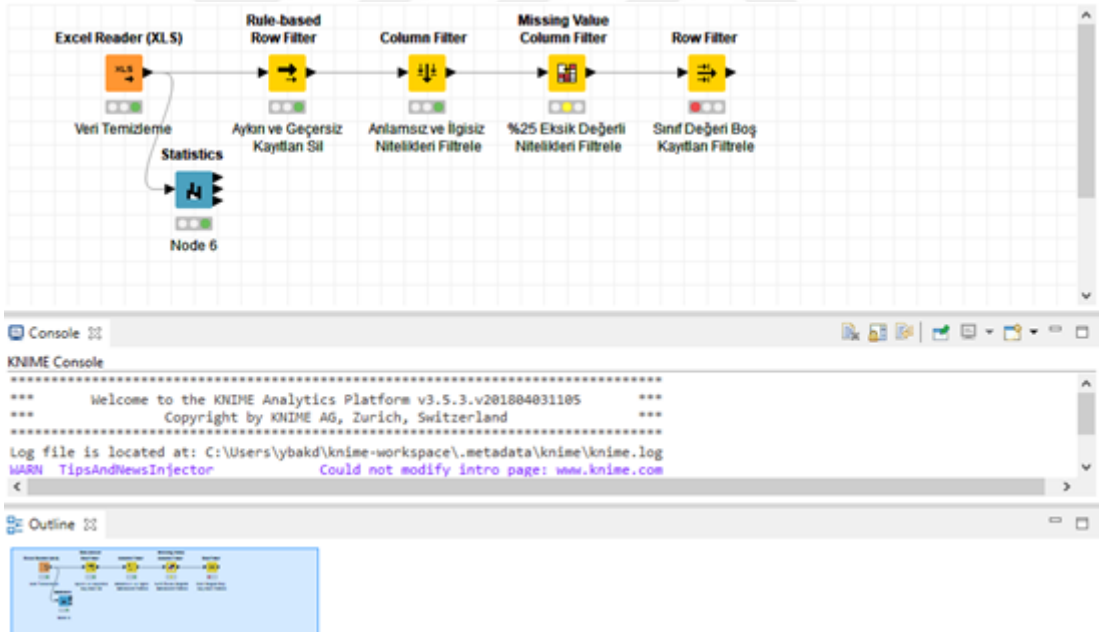 Rule-based
Row Filter
Missing Value
Column Filter
Excel Reader (XLS)
Column Filter
Row Filter
XLS
Veri Temizleme
Aykırı ve Geçersiz
Kayıtları Sil
Anlamsız ve İlgisiz
Nitelikleri Filtrele
%25 Eksik Değerli
Nitelikleri Filtrele
Sınıf Değeri Boş
Kayıtları Filtrele
Statistics
Node 6
Console
KNIME Console
********************************************************************************
*** Welcome to the KNIME Analytics Platform v3.5.3.v201804031105 ***
*** Copyright by KNIME AG, Zurich, Switzerland ***
********************************************************************************
Log file is located at: C:\Users\ybakd\knime-workspace\.metadata\knime\knime.log
WARN TipsAndNewsInjector Could not modify intro page: www.knime.com
Outline